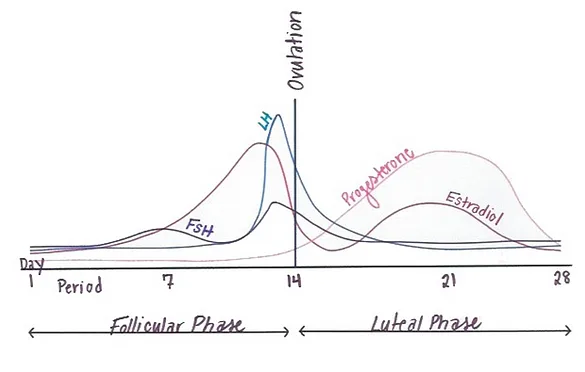 Ovulation
LH
Progesterone
Estradiol
FSH
Day
1 Period 7 14 21 28
Follicular Phase Luteal Phase